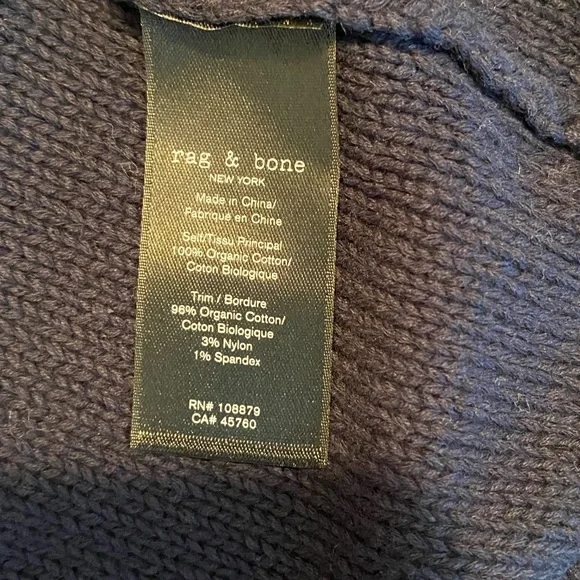 rag & bone
NEW YORK
Made in China/
Fabriqué en Chine
Self/Tissu Principal
100% Organic Cotton/
Coton Biologique
Trim / Bordure
96% Organic Cotton/
Coton Biologique
3% Nylon
1% Spandex
RN# 108879
CA# 45760